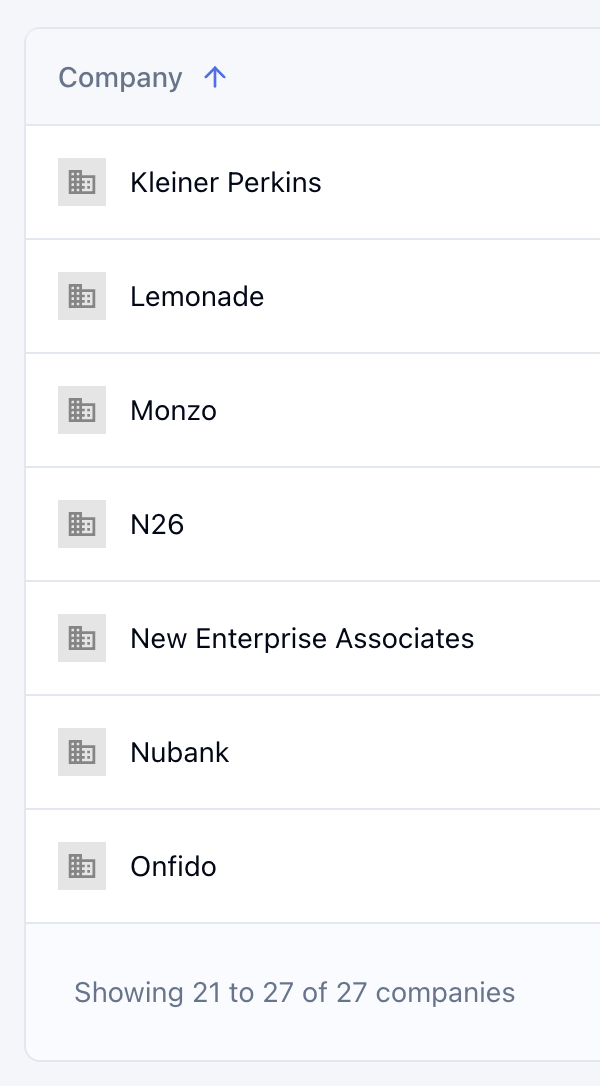 Company
Kleiner Perkins
Lemonade
Monzo
N26
New Enterprise Associates
Nubank
Onfido
Showing 21 to 27 of 27 companies